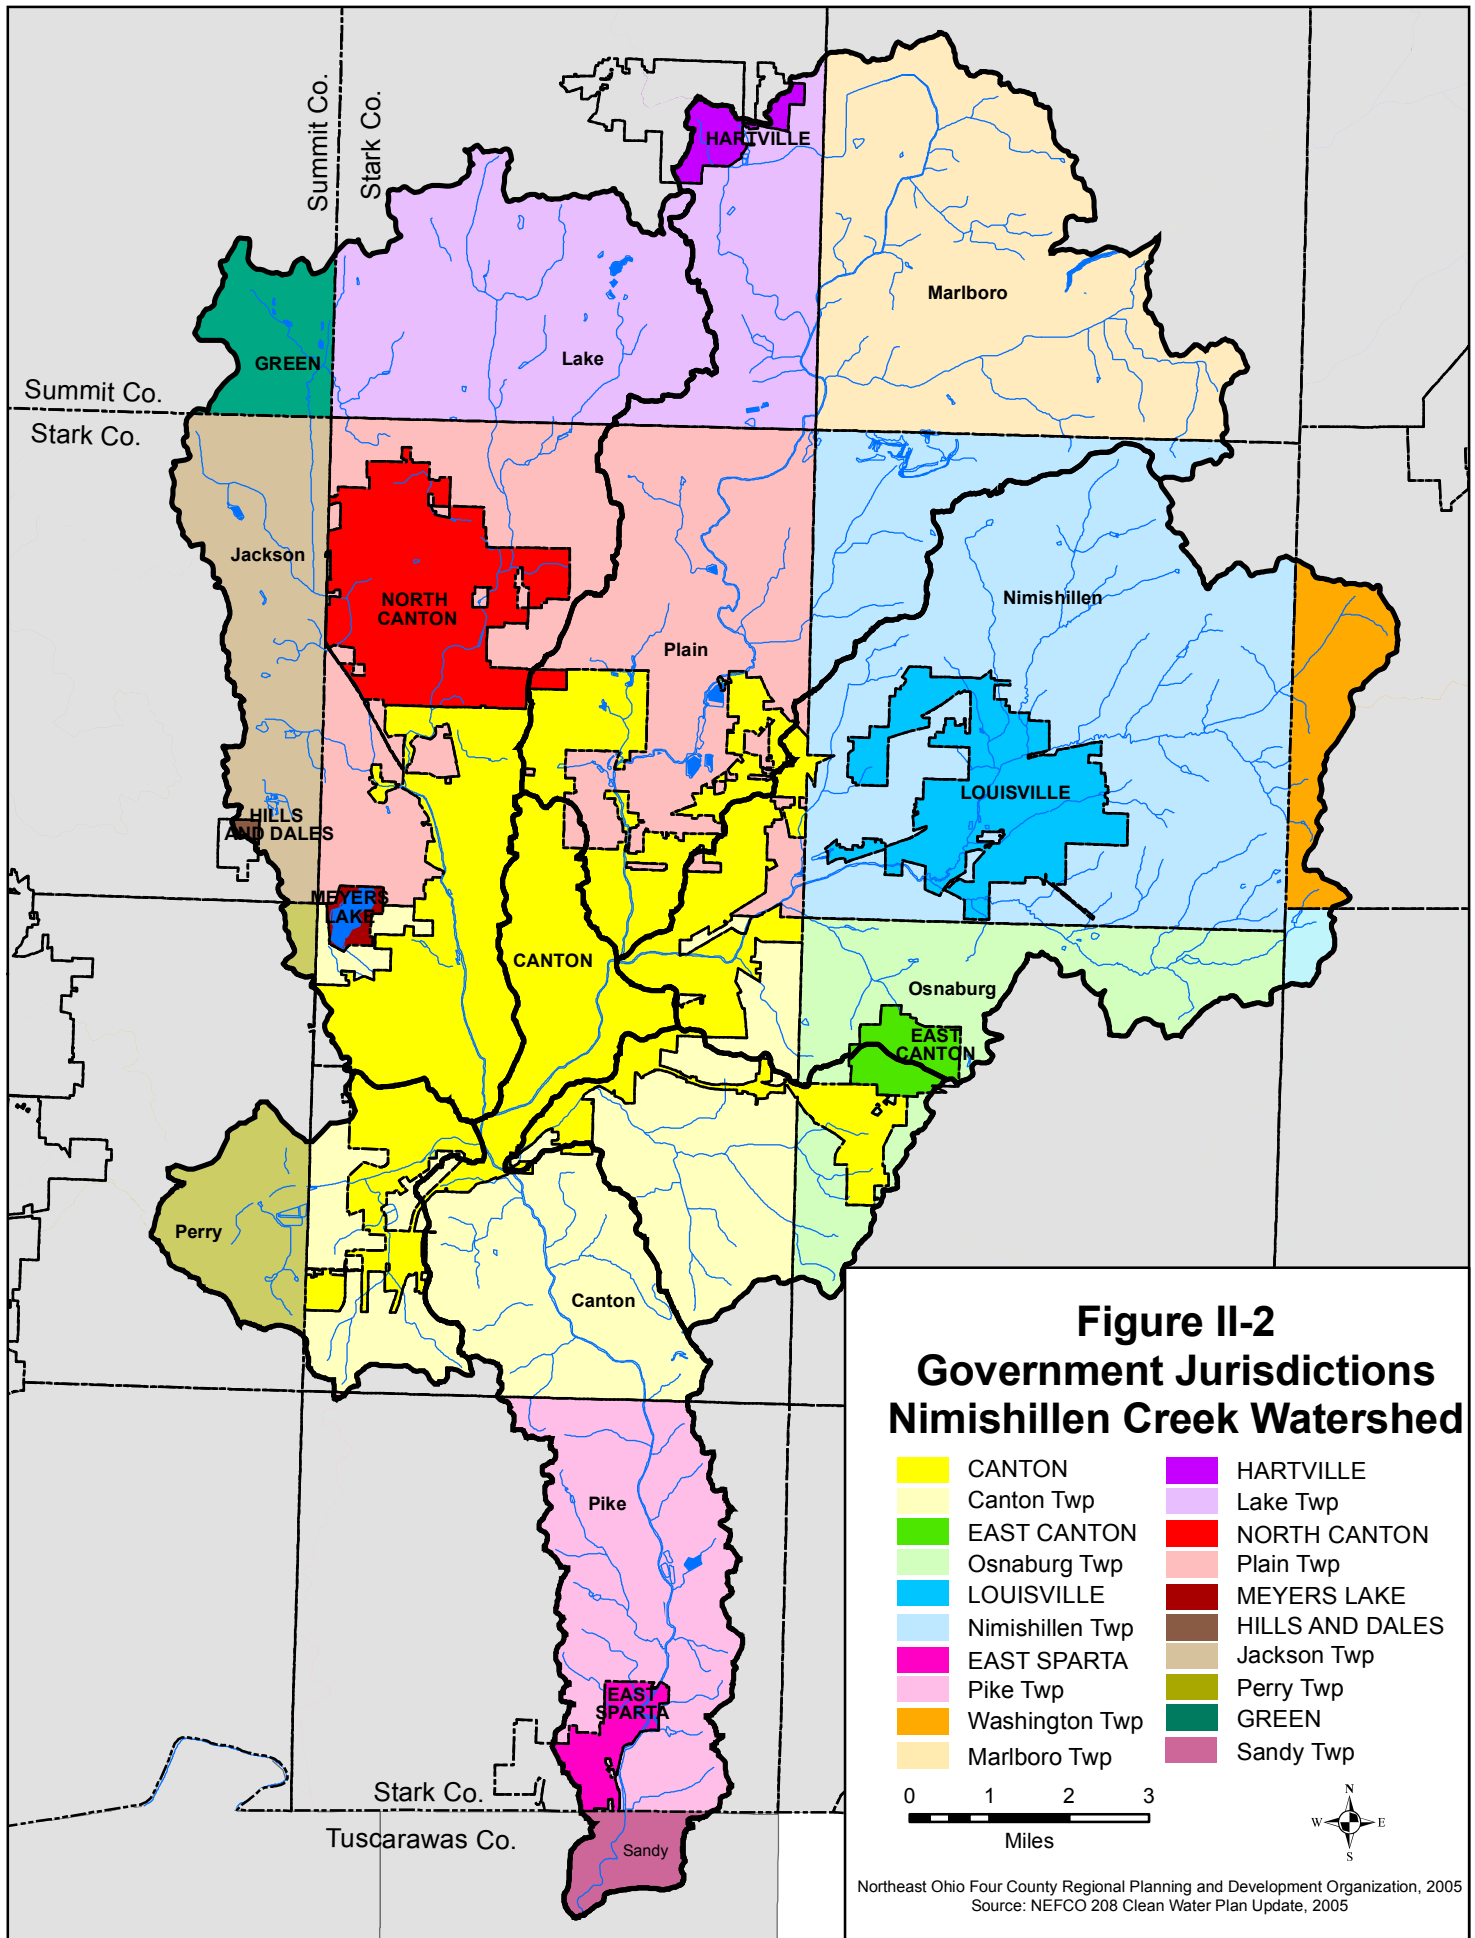 Summit Co.
Stark Co.
HARTVILLE
Marlboro
GREEN
Lake
Summit Co.
Stark Co.
Jackson
NORTH
CANTON
Nimishillen
Plain
LOUISVILLE
HILLS
AND DALES
MEYERS
LAKE
CANTON
Osnaburg
EAST
CANTON
Perry
Canton
Pike
EAST
SPARTA
Stark Co.
Tuscarawas Co.
Sandy
Figure II-2
Government Jurisdictions
Nimishillen Creek Watershed
CANTON
Canton Twp
EAST CANTON
Osnaburg Twp
LOUISVILLE
Nimishillen Twp
EAST SPARTA
Pike Twp
Washington Twp
Marlboro Twp
HARTVILLE
Lake Twp
NORTH CANTON
Plain Twp
MEYERS LAKE
HILLS AND DALES
Jackson Twp
Perry Twp
GREEN
Sandy Twp
0 1 2 3
Miles
N
W E
S
Northeast Ohio Four County Regional Planning and Development Organization, 2005
Source: NEFCO 208 Clean Water Plan Update, 2005